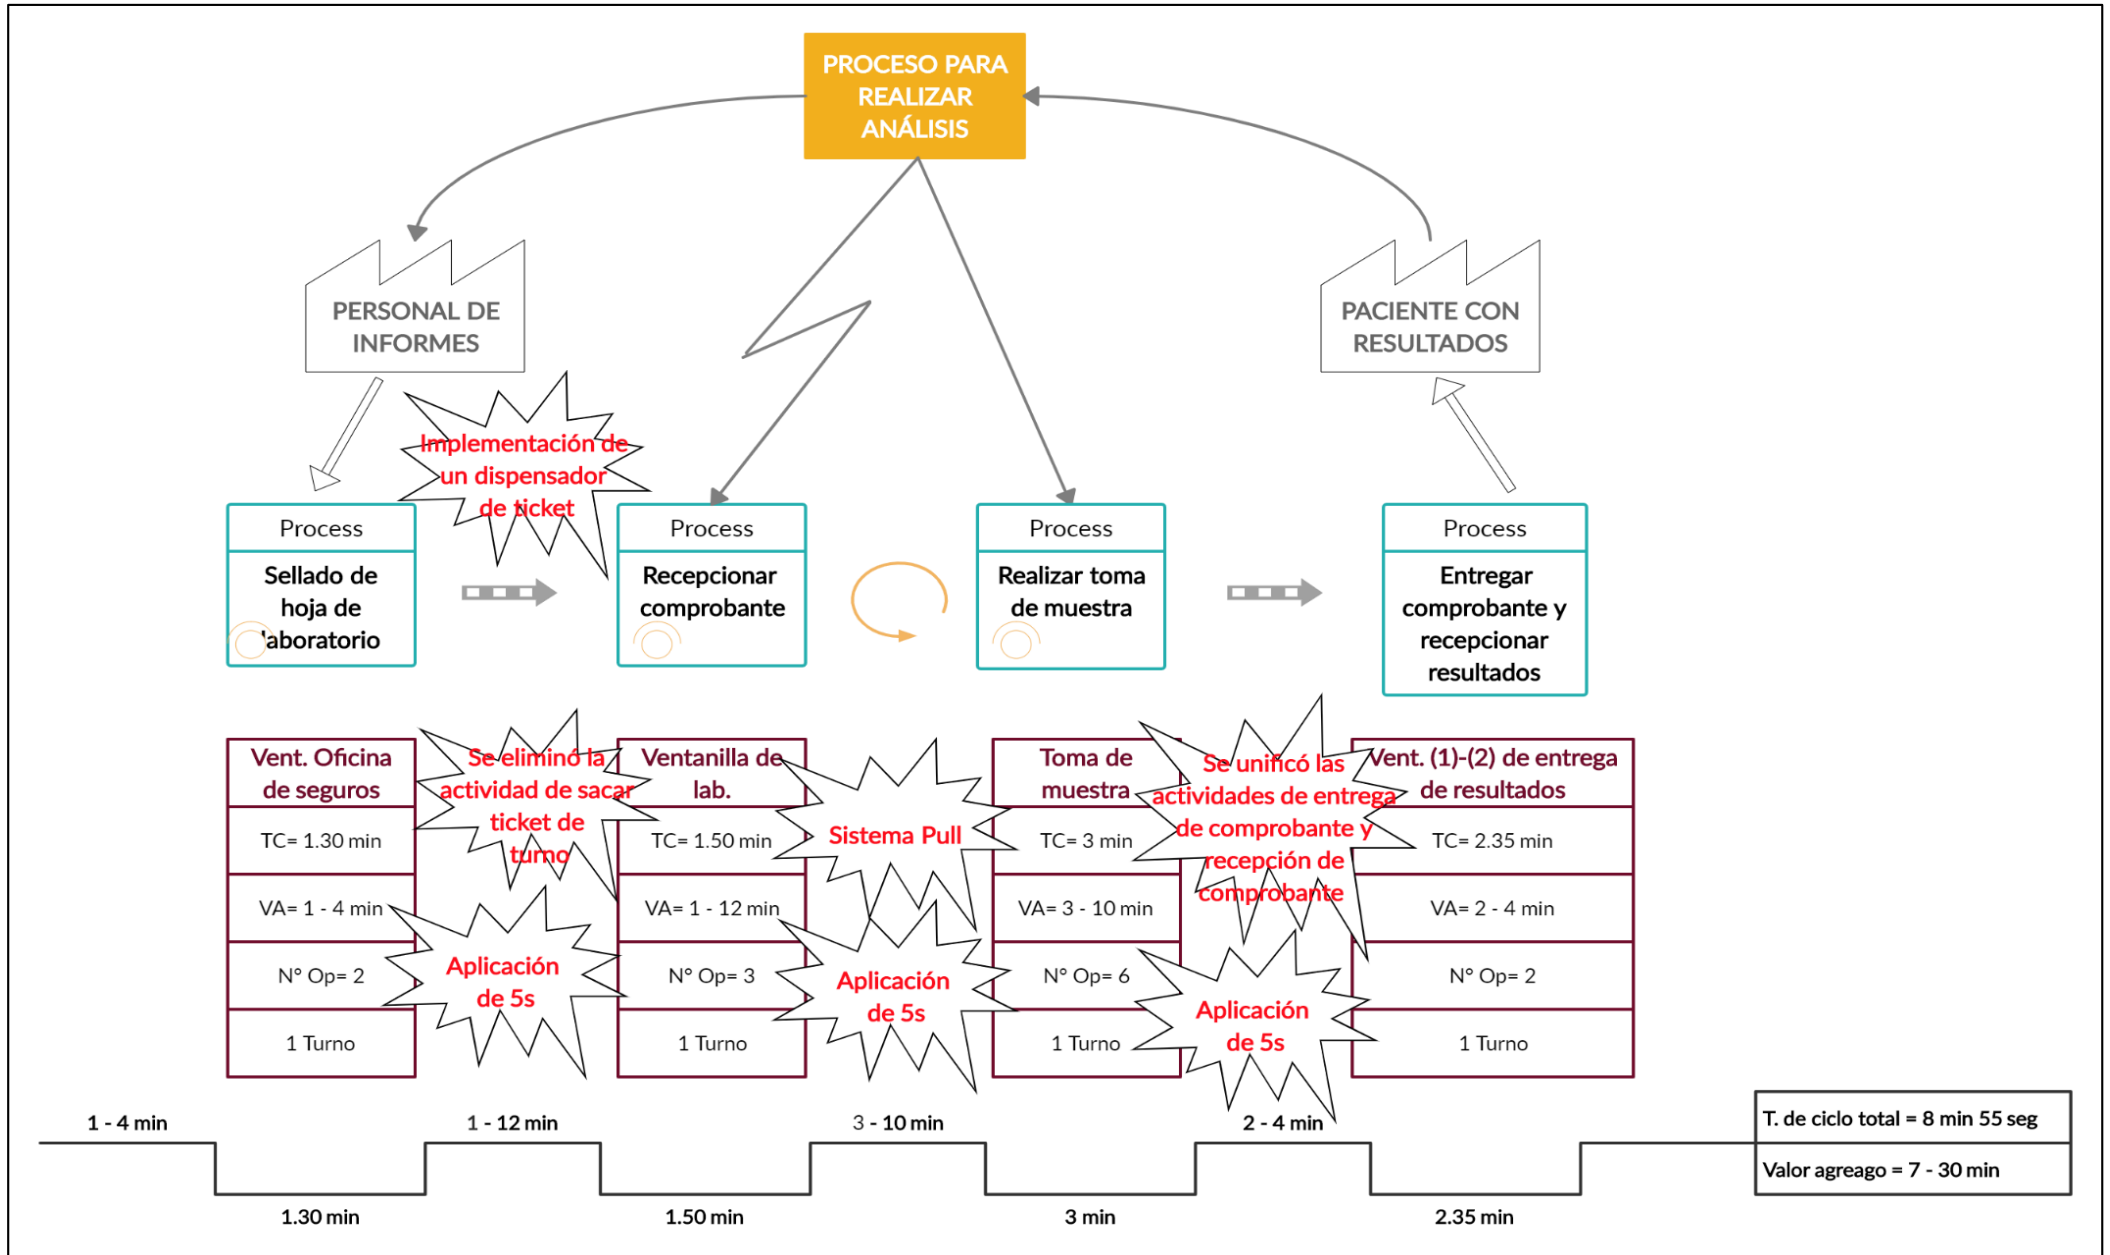 PROCESO PARA
REALIZAR
ANÁLISIS
PERSONAL DE
INFORMES
PACIENTE CON
RESULTADOS
Implementación de
un dispensador
de ticket
Process
Sellado de
hoja de
laboratorio
Process
Recepcionar
comprobante
Process
Realizar toma
de muestra
Process
Entregar
comprobante y
recepcionar
resultados
Vent. Oficina
de seguros
TC= 1.30 min
VA= 1 - 4 min
N° Op= 2
1 Turno
Se eliminó la
actividad de sacar
ticket de
turno
Aplicación
de 5s
Ventanilla de
lab.
TC= 1.50 min
VA= 1 - 12 min
N° Op= 3
1 Turno
Sistema Pull
Aplicación
de 5s
Toma de
muestra
TC= 3 min
VA= 3 - 10 min
N° Op= 6
1 Turno
Se unificó las
actividades de entrega
de comprobante y
recepción de
comprobante
Aplicación
de 5s
Vent. (1)-(2) de entrega
de resultados
TC= 2.35 min
VA= 2 - 4 min
N° Op= 2
1 Turno
1 - 4 min
1 - 12 min
3 - 10 min
2 - 4 min
1.30 min
1.50 min
3 min
2.35 min
T. de ciclo total = 8 min 55 seg
Valor agreago = 7 - 30 min